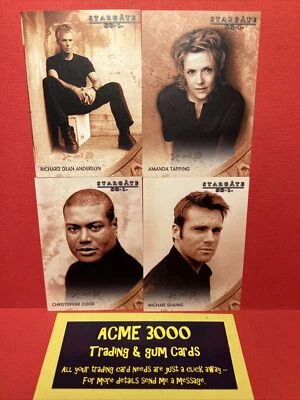 STARGATE
SG-1
STARGATE
SG-1
RICHARD DEAN ANDERSON
AMANDA TAPPING
STARGATE
SG-1
STARGATE
SG-1
CHRISTOPHER JUDGE
MICHAEL SHANKS
ACME 3000
Trading & Gum Cards
All your trading card needs are just a click away –
For more details send me a message.